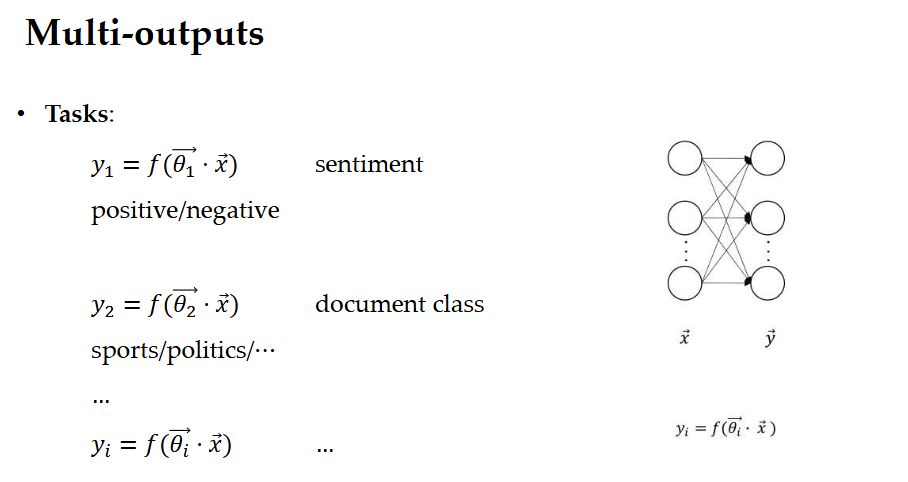 Multi-outputs
• Tasks:
y₁ = f(θ₁⃗ · x⃗) sentiment
positive/negative
y₂ = f(θ₂⃗ · x⃗) document class
sports/politics/⋯
...
yᵢ = f(θᵢ⃗ · x⃗) ...
x⃗ y⃗
yᵢ = f(θᵢ⃗ · x⃗)